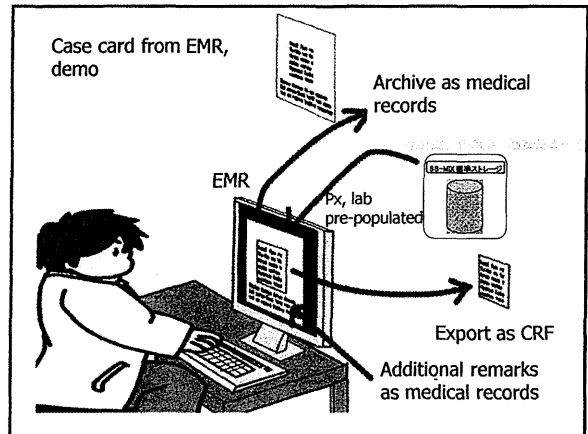 Case card from EMR,
demo
Archive as medical
records
SS-MIX 標準ストレージ
EMR
Px, lab
pre-populated
Export as CRF
Additional remarks
as medical records